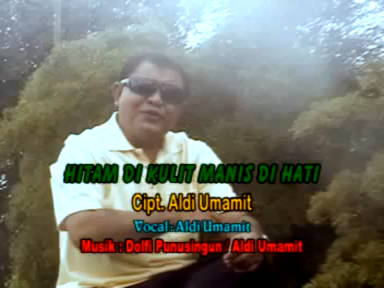 HITAM DI KULIT MANIS DI HATI
Cipt. Aldi Umamit
Vocal : Aldi Umamit
Musik : Dolfi Punusingun / Aldi Umamit